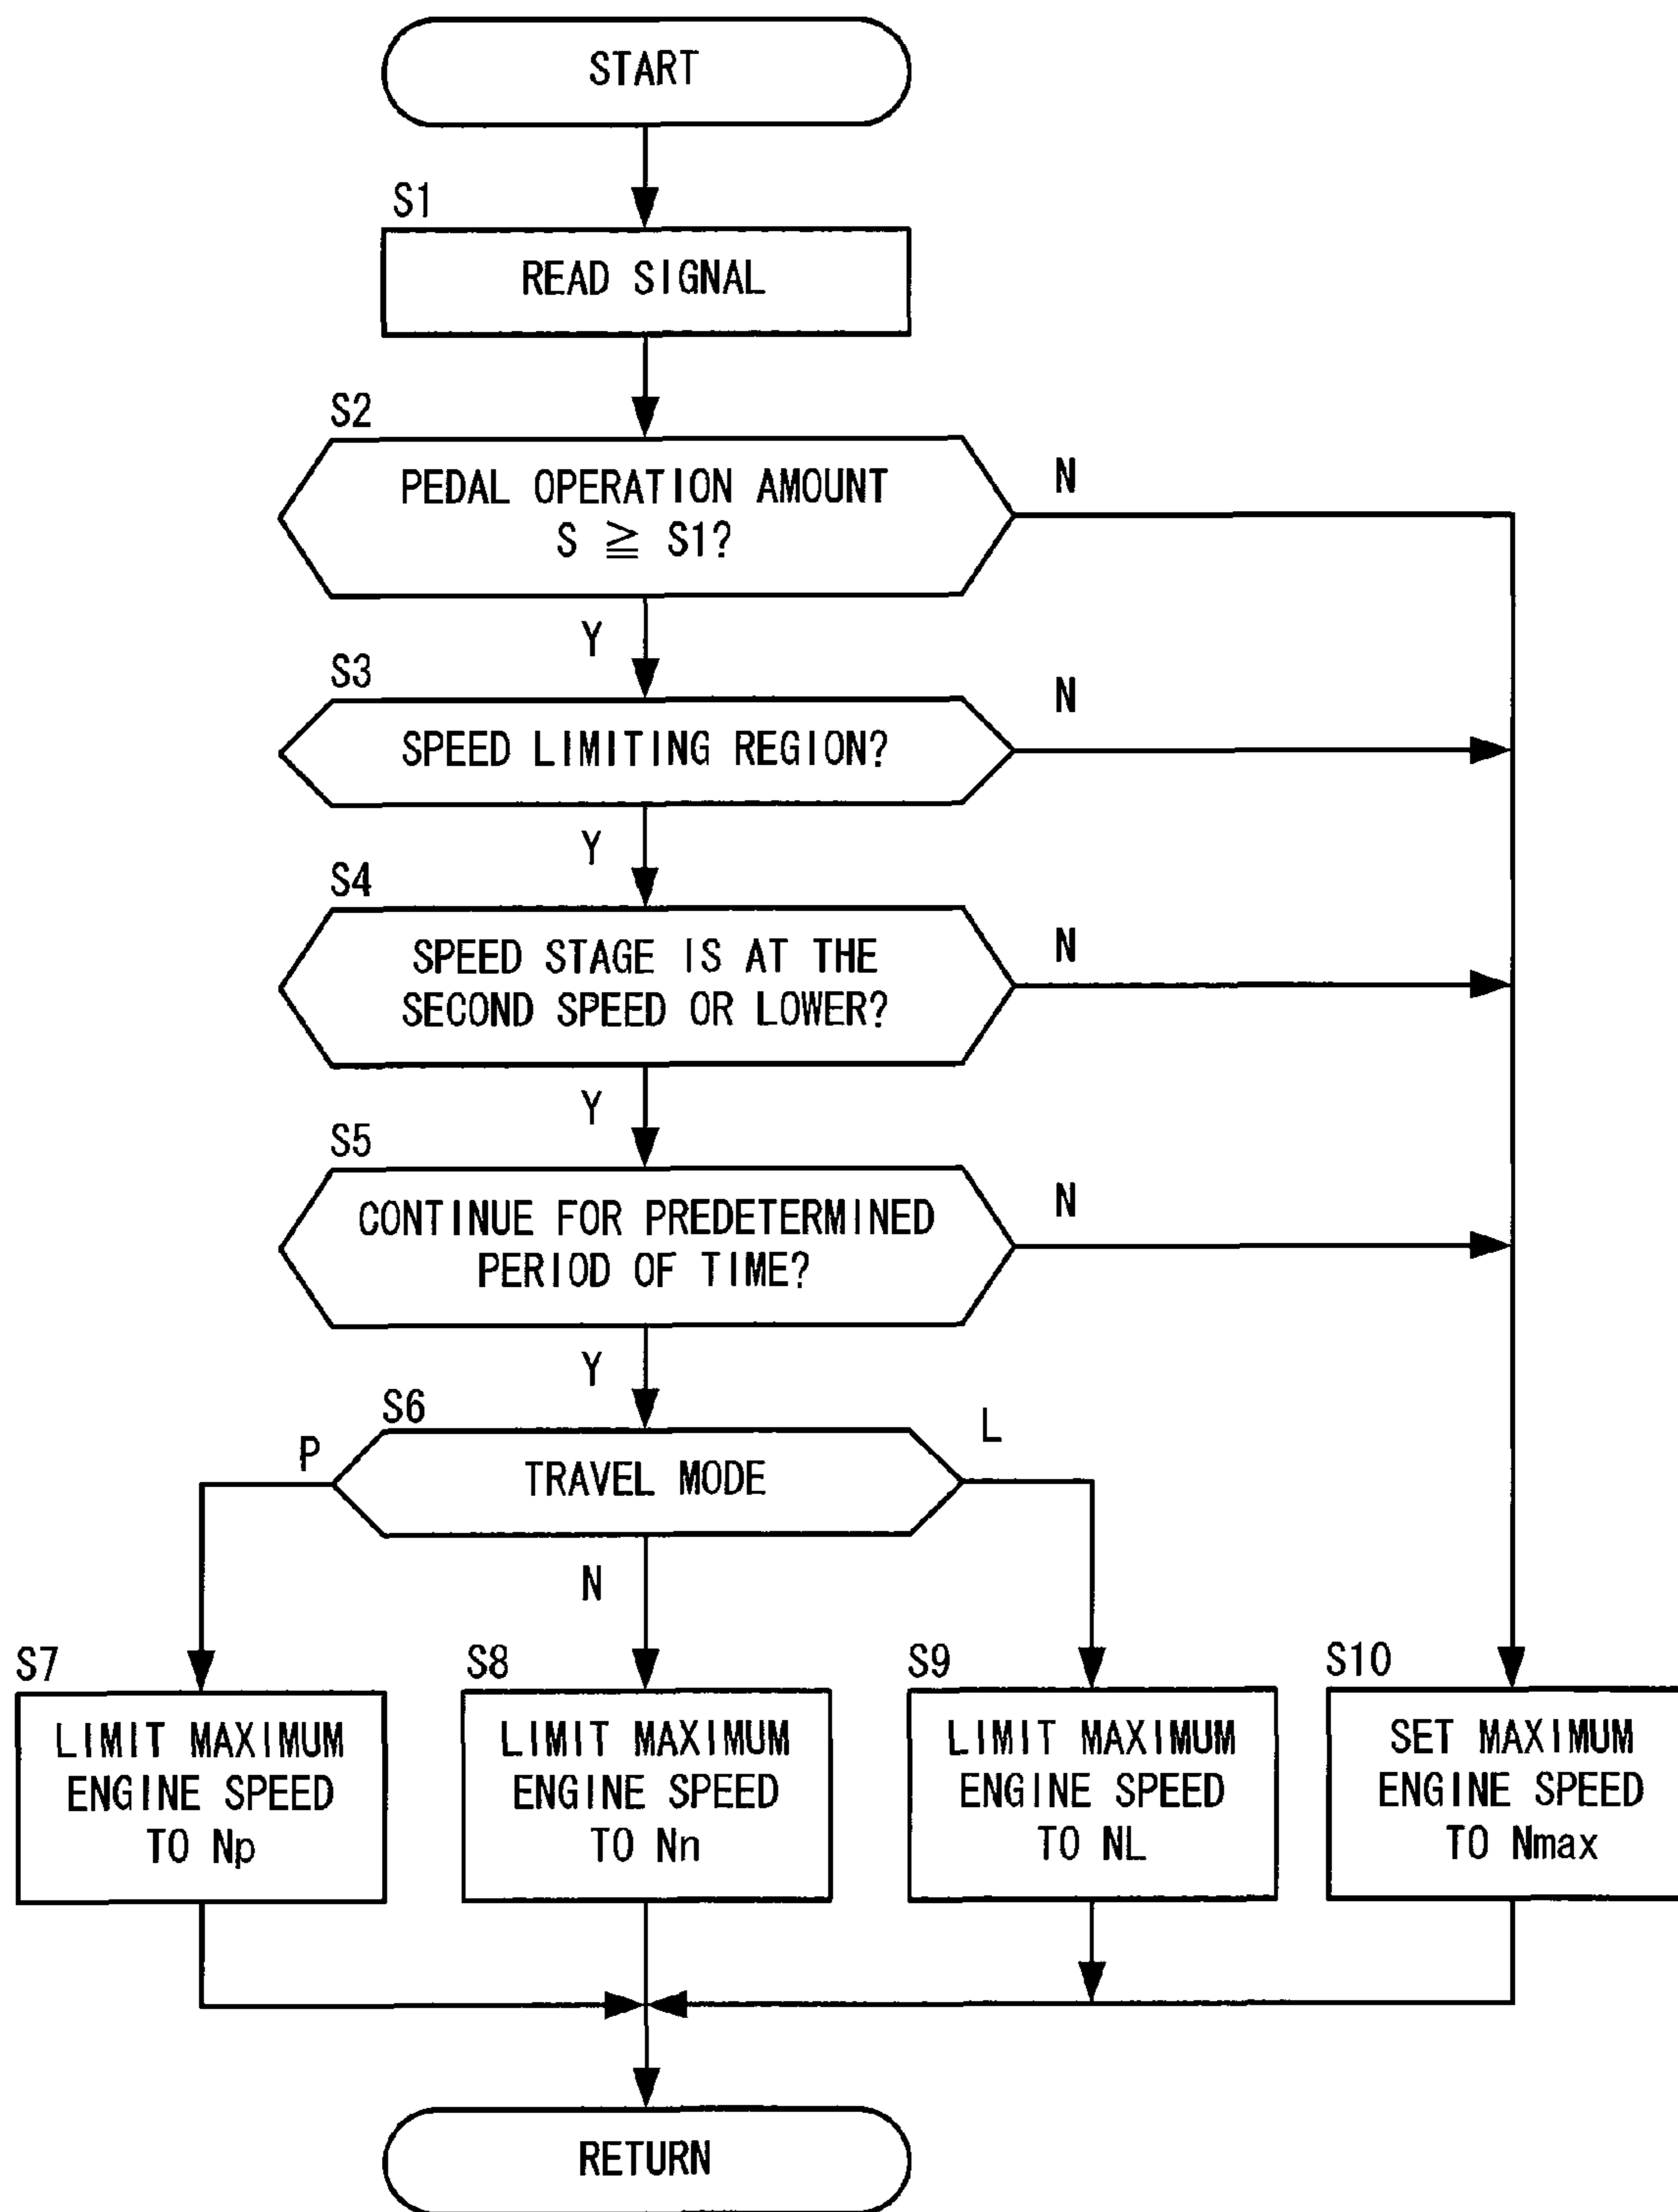 START
S1
READ SIGNAL
S2
PEDAL OPERATION AMOUNT
S ≧ S1?
N
Y
S3
SPEED LIMITING REGION?
N
Y
S4
SPEED STAGE IS AT THE
SECOND SPEED OR LOWER?
N
Y
S5
CONTINUE FOR PREDETERMINED
PERIOD OF TIME?
N
Y
S6
TRAVEL MODE
P
N
L
S7
LIMIT MAXIMUM
ENGINE SPEED
TO Np
S8
LIMIT MAXIMUM
ENGINE SPEED
TO Nn
S9
LIMIT MAXIMUM
ENGINE SPEED
TO NL
S10
SET MAXIMUM
ENGINE SPEED
TO Nmax
RETURN